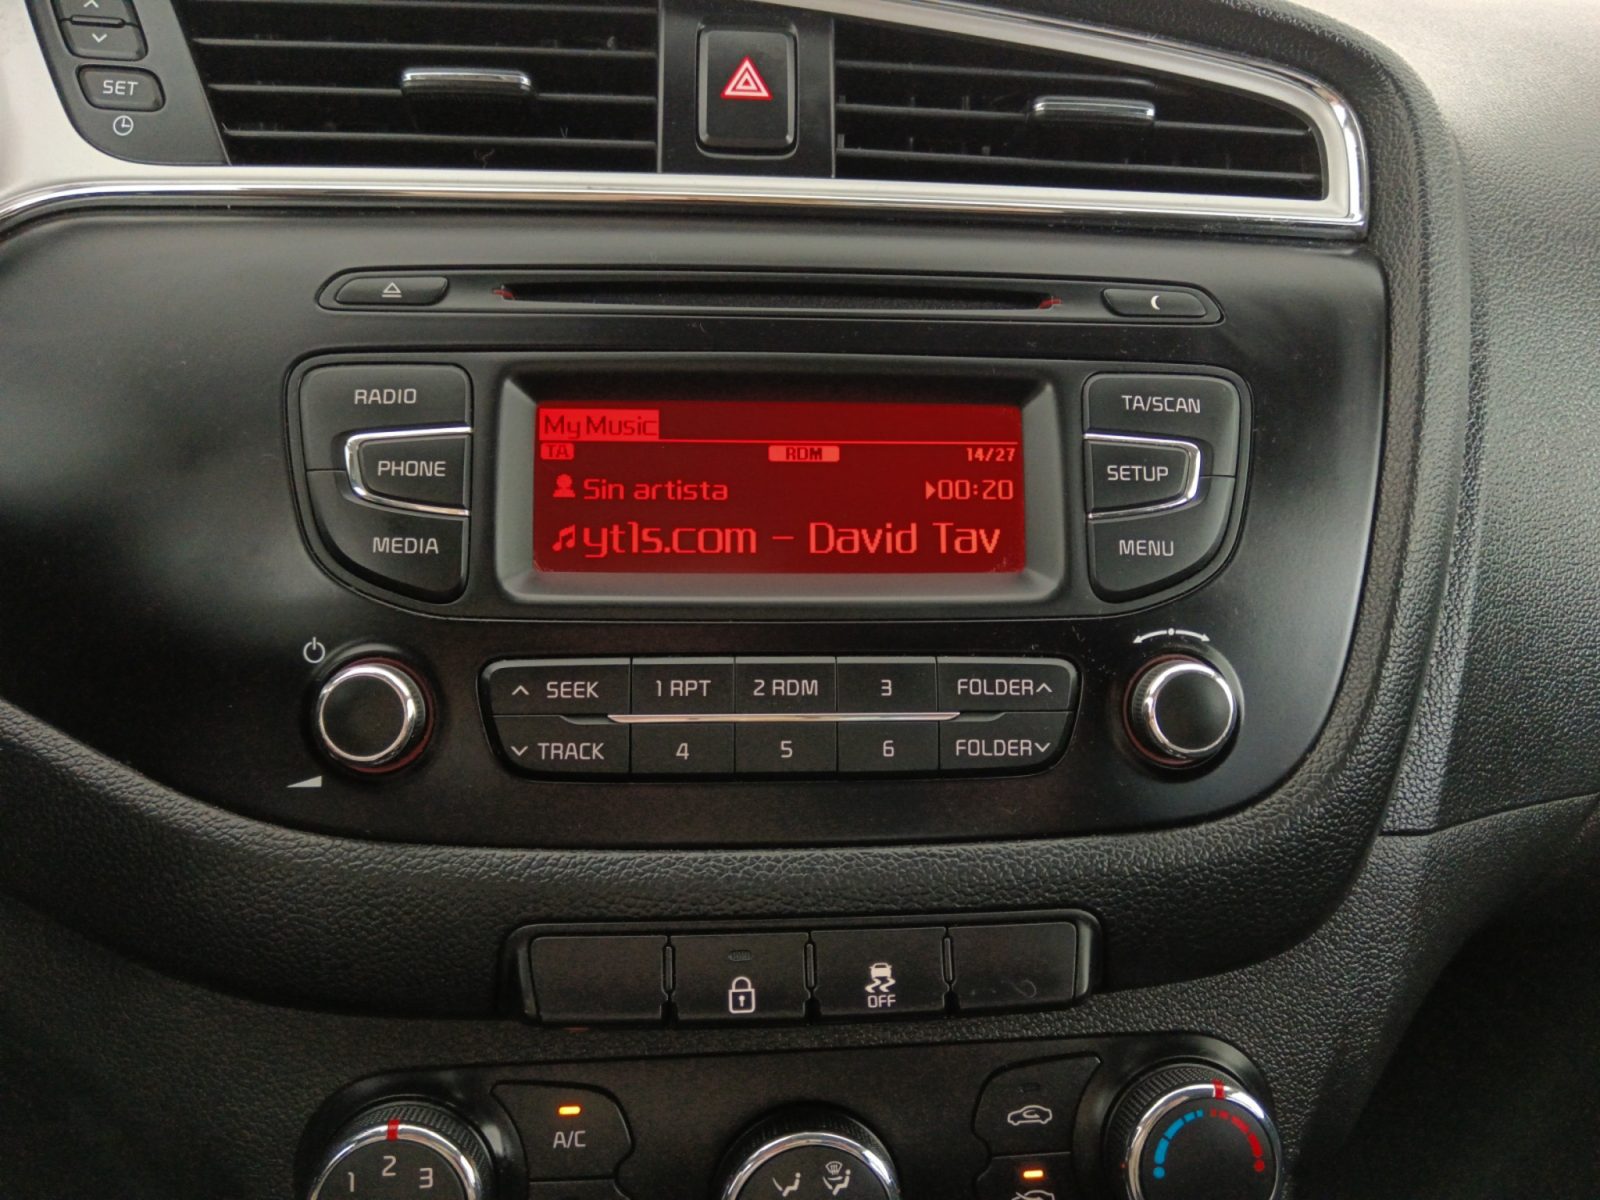 SET
RADIO
PHONE
MEDIA
My Music
TA RDM 14/27
Sin artista 00:20
yt1s.com - David Tav
TA/SCAN
SETUP
MENU
SEEK 1 RPT 2 RDM 3 FOLDER
TRACK 4 5 6 FOLDER
OFF
A/C
1 2 3